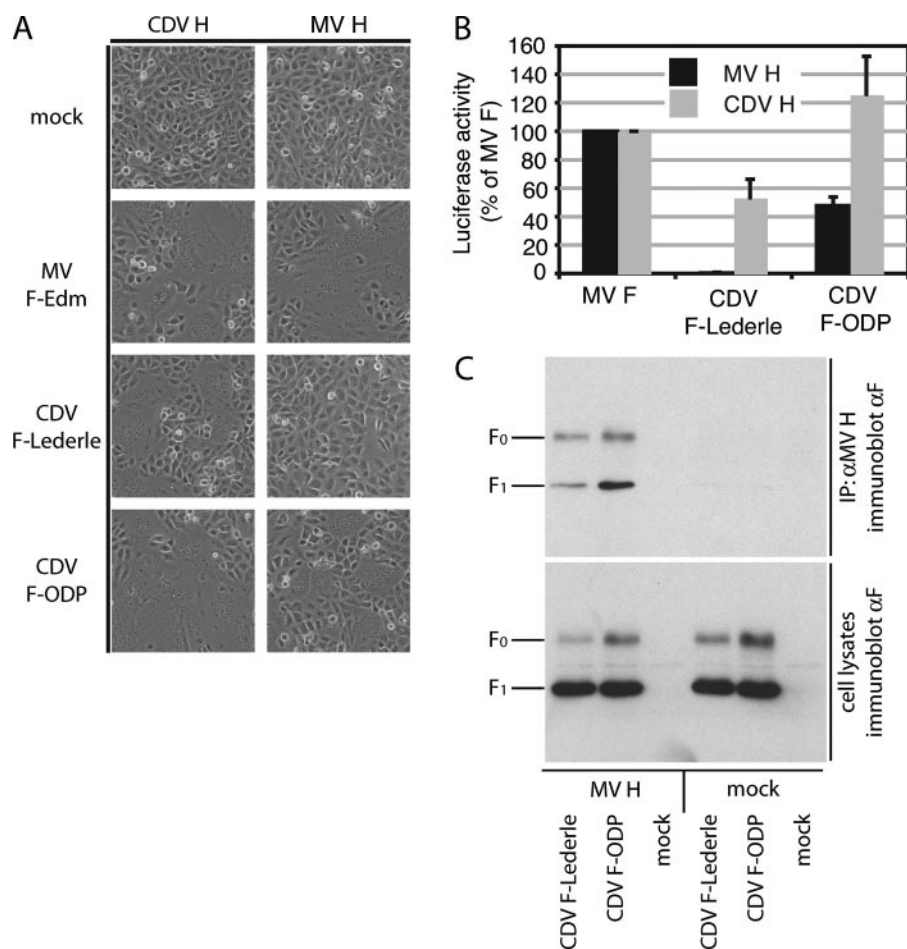 A
CDV H
MV H
mock
MV
F-Edm
CDV
F-Lederle
CDV
F-ODP
B
Luciferase activity
(% of MV F)
160
140
120
100
80
60
40
20
0
MV H
CDV H
MV F
CDV
F-Lederle
CDV
F-ODP
C
F0
F1
IP: αMV H
immunoblot αF
F0
F1
cell lysates
immunoblot αF
MV H
mock
CDV F-Lederle
CDV F-ODP
mock
CDV F-Lederle
CDV F-ODP
mock